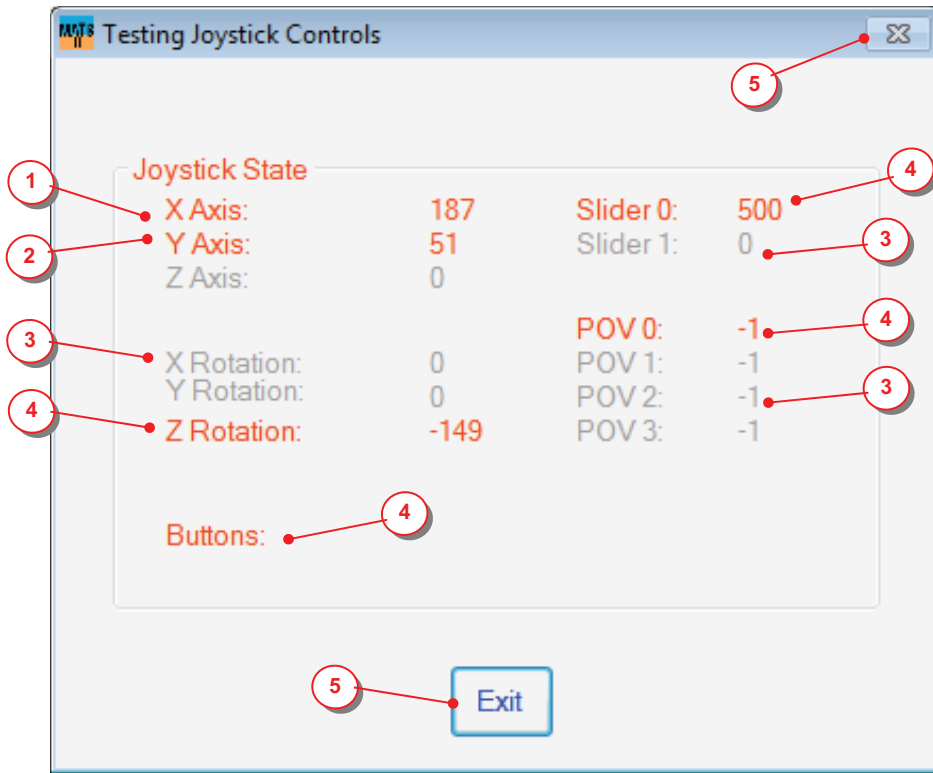 MATB II Testing Joystick Controls
5
Joystick State
1 X Axis: 187 Slider 0: 500 4
2 Y Axis: 51 Slider 1: 0 3
Z Axis: 0
POV 0: -1 4
3 X Rotation: 0 POV 1: -1
Y Rotation: 0 POV 2: -1 3
4 Z Rotation: -149 POV 3: -1
Buttons: 4
5 Exit